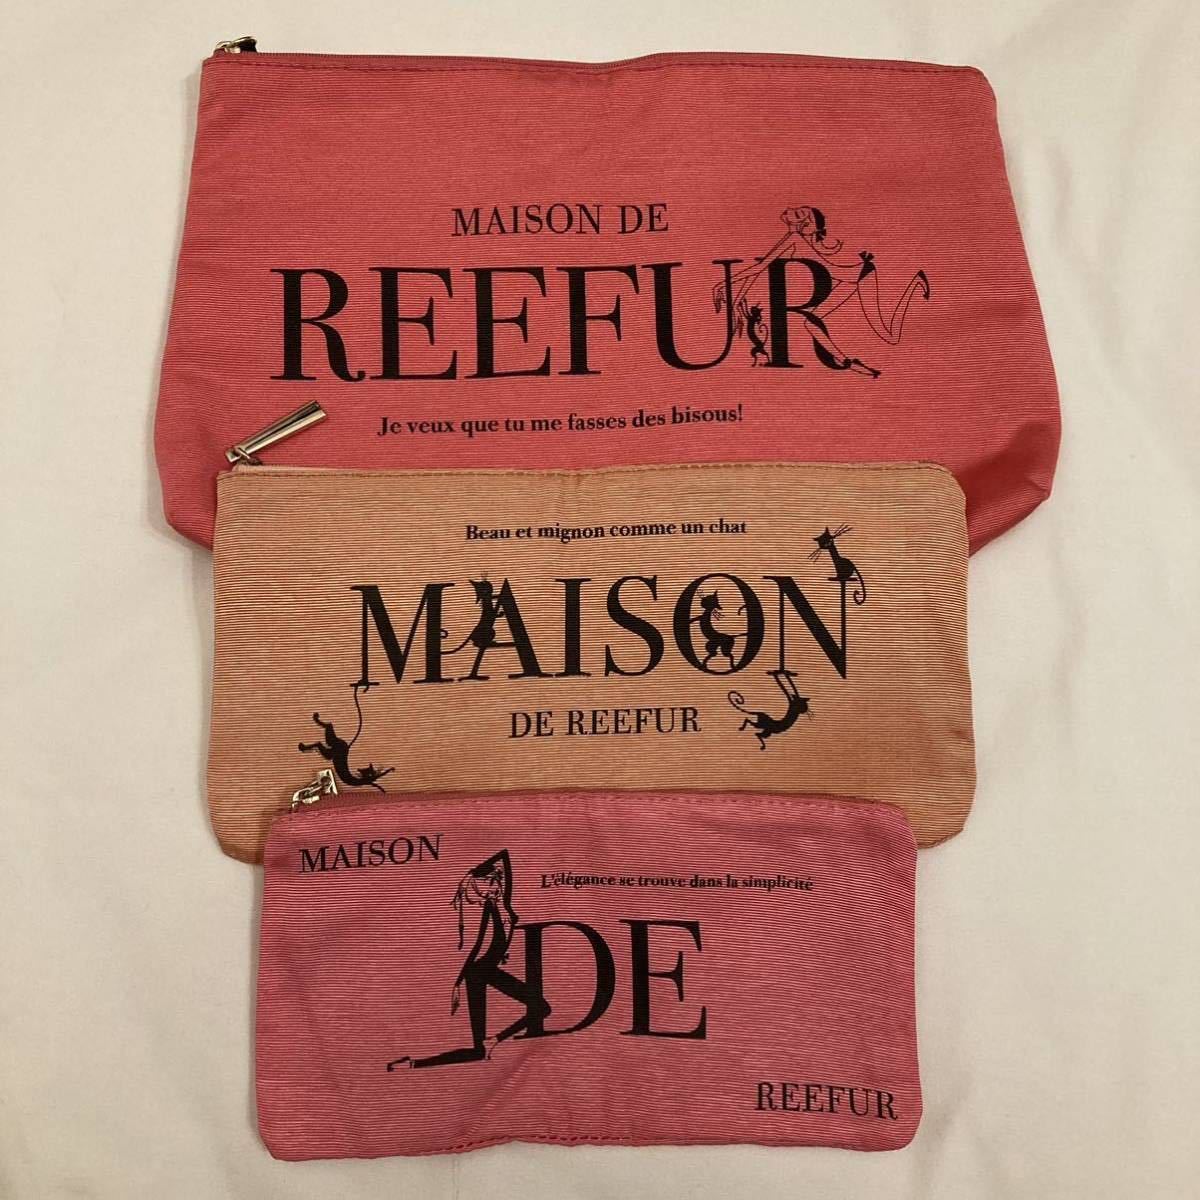 MAISON DE
REEFUR
Je veux que tu me fasses des bisous!
Beau et mignon comme un chat
MAISON
DE REEFUR
MAISON
L'élégance se trouve dans la simplicité
DE
REEFUR